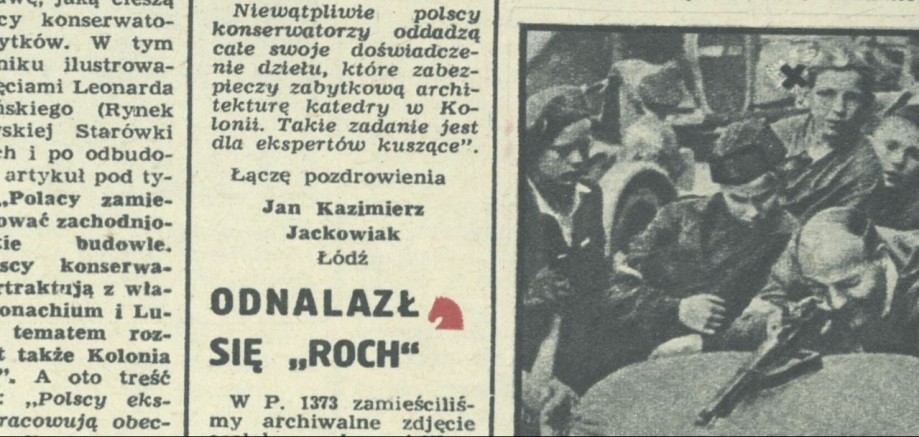 cy konserwato-
ytków. W tym
niku ilustrowa-
ęciami Leonarda
ńskiego (Rynek
rskiej Starówki
ch i po odbudo-
artykuł pod ty-
„Polacy zamie-
ować zachodnio-
kie budowle.
scy konserwa-
rtraktują z wła-
onachium i Lu-
tematem roz-
t także Kolonia
”. A oto treść
: „Polscy eks-
racowują obec-
Niewątpliwie polscy
konserwatorzy oddadzą
całe swoje doświadcze-
nie dziełu, które zabez-
pieczy zabytkową archi-
tekturę katedry w Ko-
lonii. Takie zadanie jest
dla ekspertów kuszące”.
Łączę pozdrowienia
Jan Kazimierz
Jackowiak
Łódź
ODNALAZŁ
SIĘ „ROCH“
W P. 1373 zamieściliś-
my archiwalne zdjęcie